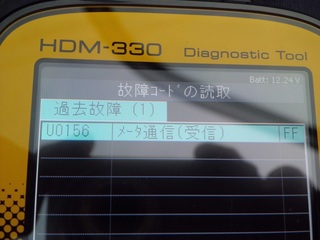 HDM-330 Diagnostic Tool
Batt: 12.24V
故障ｺｰﾄﾞの読取
過去故障(1)
U0156 ﾒｰﾀ通信(受信) FF